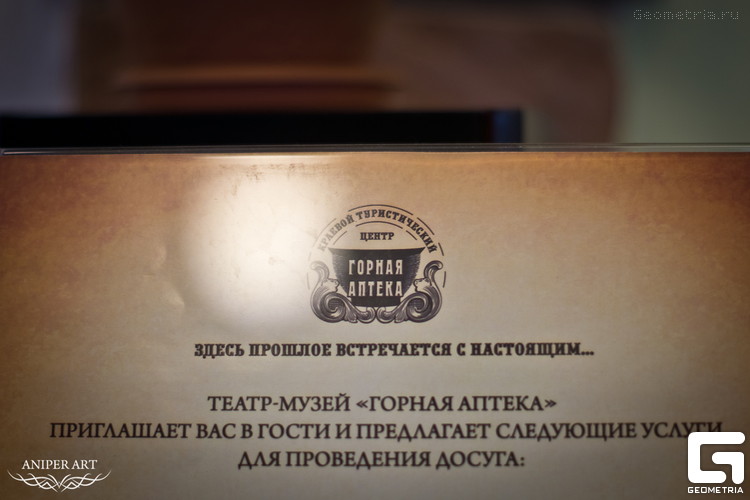 Geometria.ru
КРАЕВОЙ ТУРИСТИЧЕСКИЙ
ЦЕНТР
ГОРНАЯ
АПТЕКА
ЗДЕСЬ ПРОШЛОЕ ВСТРЕЧАЕТСЯ С НАСТОЯЩИМ...
ТЕАТР-МУЗЕЙ «ГОРНАЯ АПТЕКА»
ПРИГЛАШАЕТ ВАС В ГОСТИ И ПРЕДЛАГАЕТ СЛЕДУЮЩИЕ УСЛУГИ
ДЛЯ ПРОВЕДЕНИЯ ДОСУГА:
ANIPER ART
GEOMETRIA